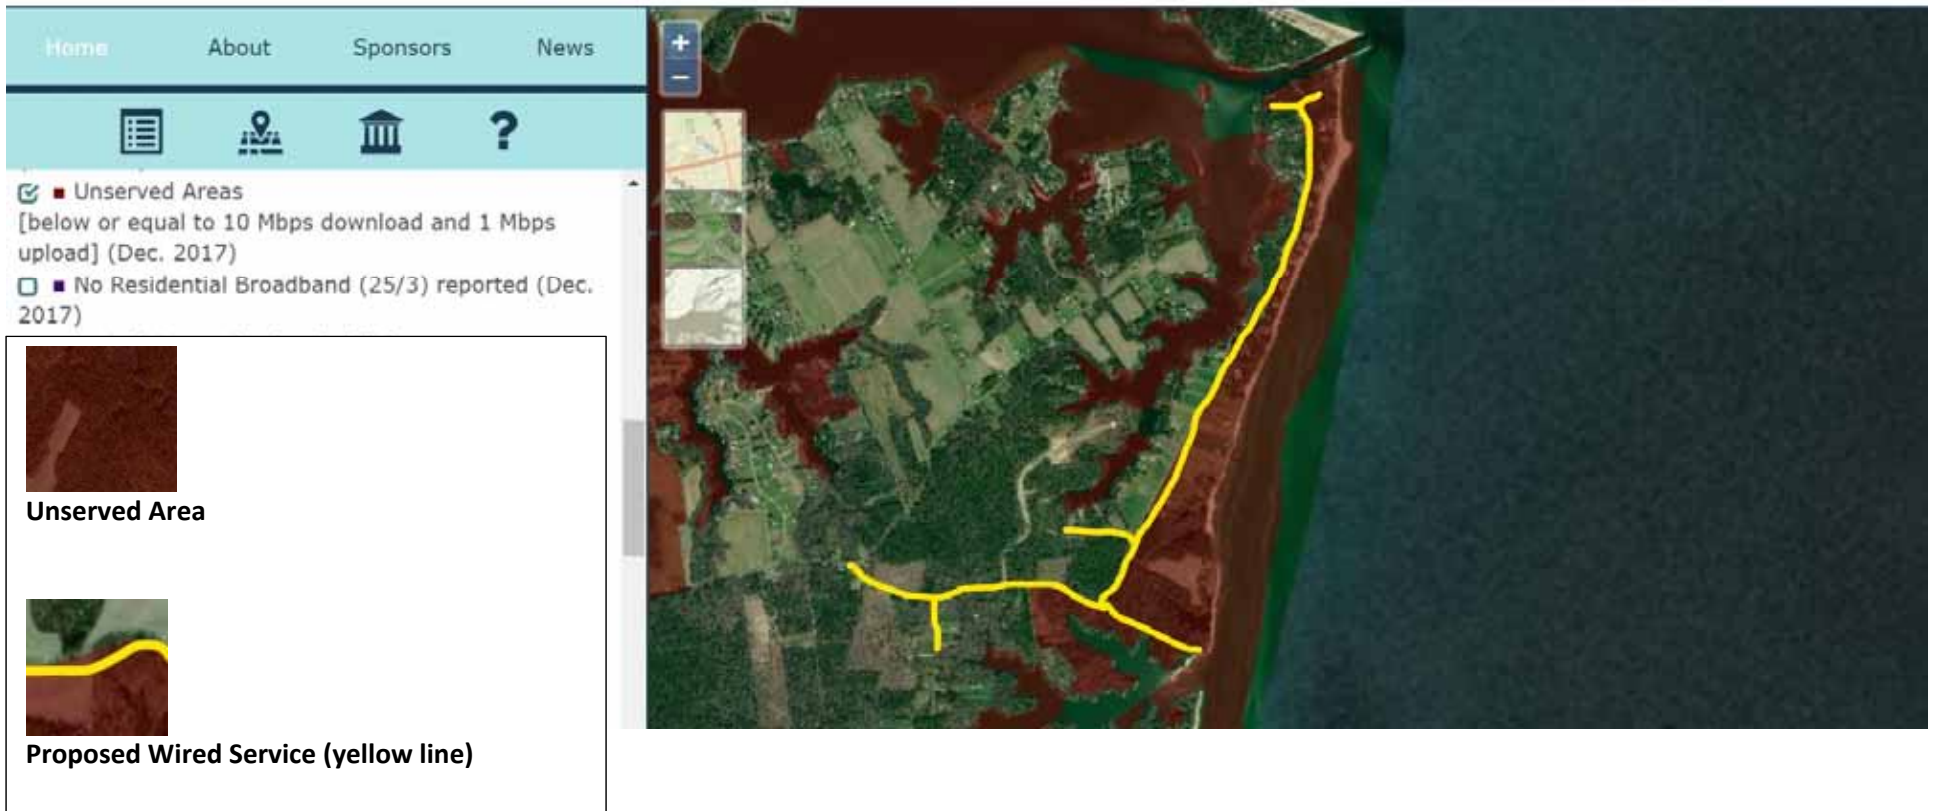 Home About Sponsors News
+
−
?
Unserved Areas
[below or equal to 10 Mbps download and 1 Mbps
upload] (Dec. 2017)
No Residential Broadband (25/3) reported (Dec.
2017)
Unserved Area
Proposed Wired Service (yellow line)